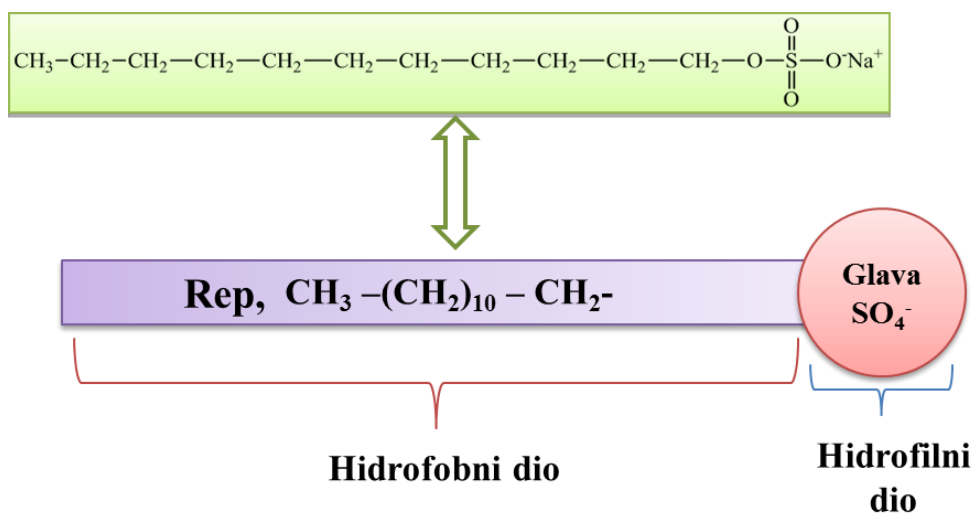 O
||
CH₃–CH₂–CH₂–CH₂–CH₂–CH₂–CH₂–CH₂–CH₂–CH₂–CH₂–O–S–O⁻Na⁺
||
O
Rep, CH₃ –(CH₂)₁₀ – CH₂-
Glava
SO₄⁻
Hidrofobni dio
Hidrofilni
dio